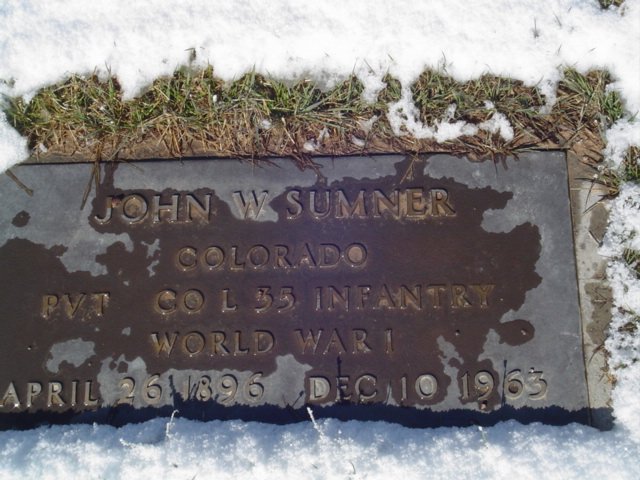 JOHN W SUMNER
COLORADO
PVT CO L 35 INFANTRY
WORLD WAR I
APRIL 26 1896 DEC 10 1963